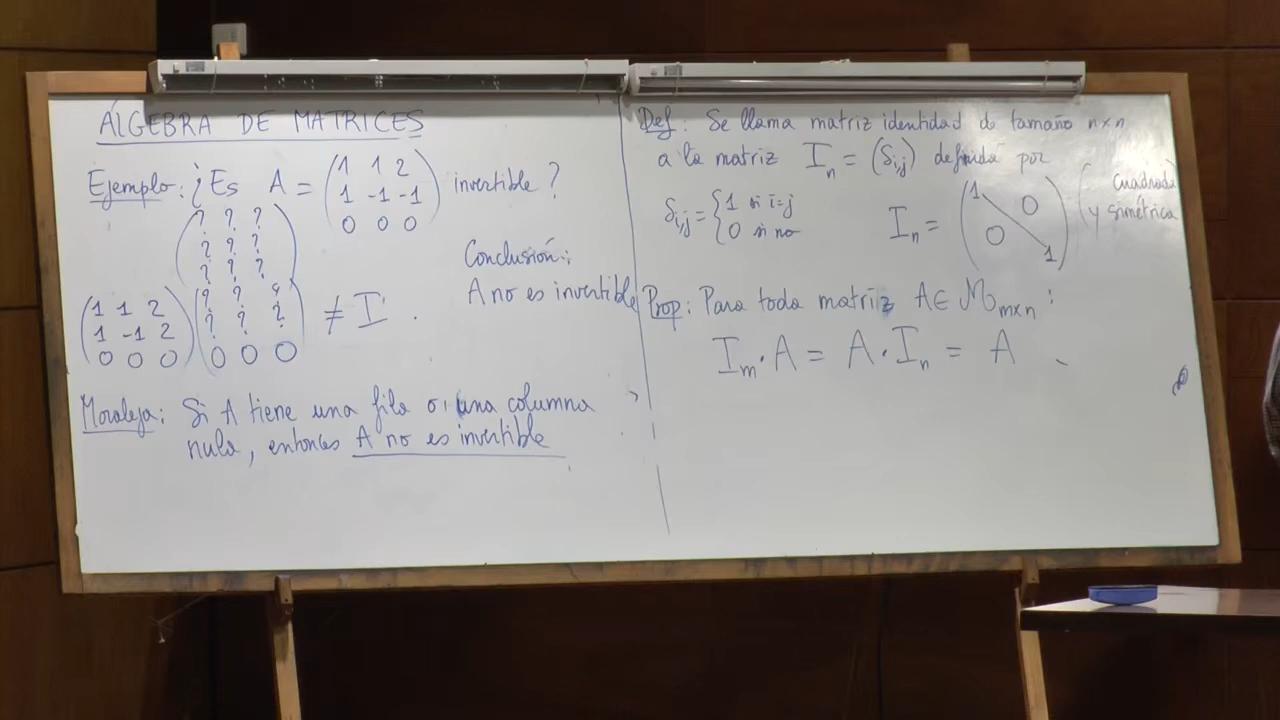 ÁLGEBRA DE MATRICES
Ejemplo: ¿Es A = (1 1 2
1 -1 -1
0 0 0) invertible?
(? ? ?
? ? ?
? ? ?)
(1 1 2
1 -1 2
0 0 0) (? ? ?
? ? ?
0 0 0) ≠ I.
Conclusión:
A no es invertible
Moraleja: Si A tiene una fila o una columna
nula, entonces A no es invertible
Def: Se llama matriz identidad de tamaño n×n
a la matriz Iₙ = (δi,j) definida por
δi,j = {1 si i=j
0 si no
Iₙ = (1 0
0 1) (cuadrada
y simétrica
Prop: Para toda matriz A ∈ Mm×n:
Im · A = A · In = A